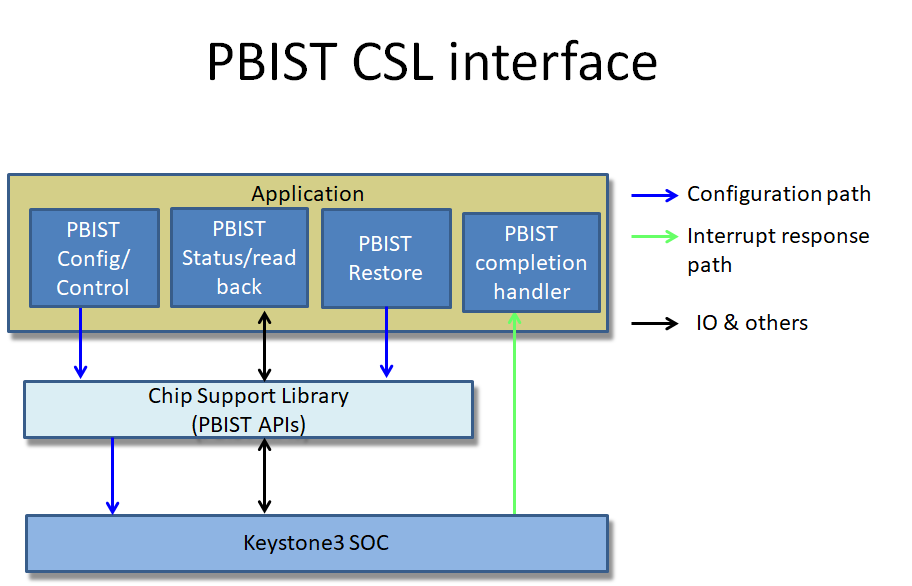 PBIST CSL interface
Application
PBIST
Config/
Control
PBIST
Status/read
back
PBIST
Restore
PBIST
completion
handler
Configuration path
Interrupt response
path
IO & others
Chip Support Library
(PBIST APIs)
Keystone3 SOC